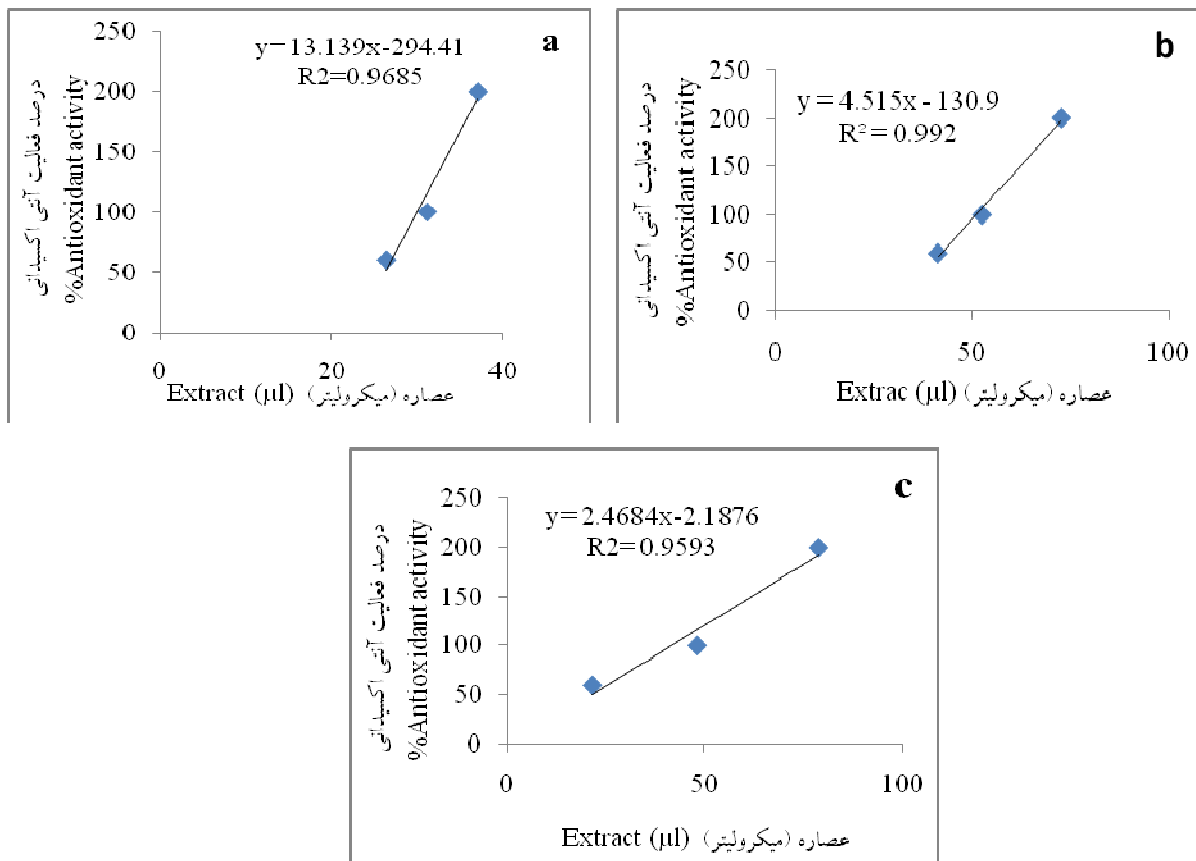 a
y=13.139x-294.41
R2=0.9685
درصد فعالیت آنتی اکسیدانی
%Antioxidant activity
250
200
150
100
50
0
0 20 40
Extract (µl) عصاره (میکرولیتر)
b
y = 4.515x - 130.9
R² = 0.992
درصد فعالیت آنتی اکسیدانی
%Antioxidant activity
250
200
150
100
50
0
0 50 100
Extrac (µl) عصاره (میکرولیتر)
c
y=2.4684x-2.1876
R2=0.9593
درصد فعالیت آنتی اکسیدانی
%Antioxidant activity
250
200
150
100
50
0
0 50 100
Extract (µl) عصاره (میکرولیتر)